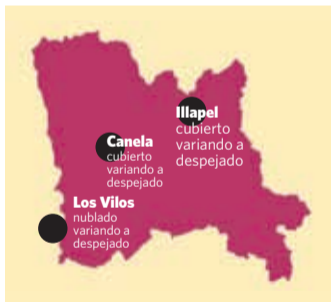 Illapel
cubierto
variando a
despejado
Canela
cubierto
variando a
despejado
Los Vilos
nublado
variando a
despejado